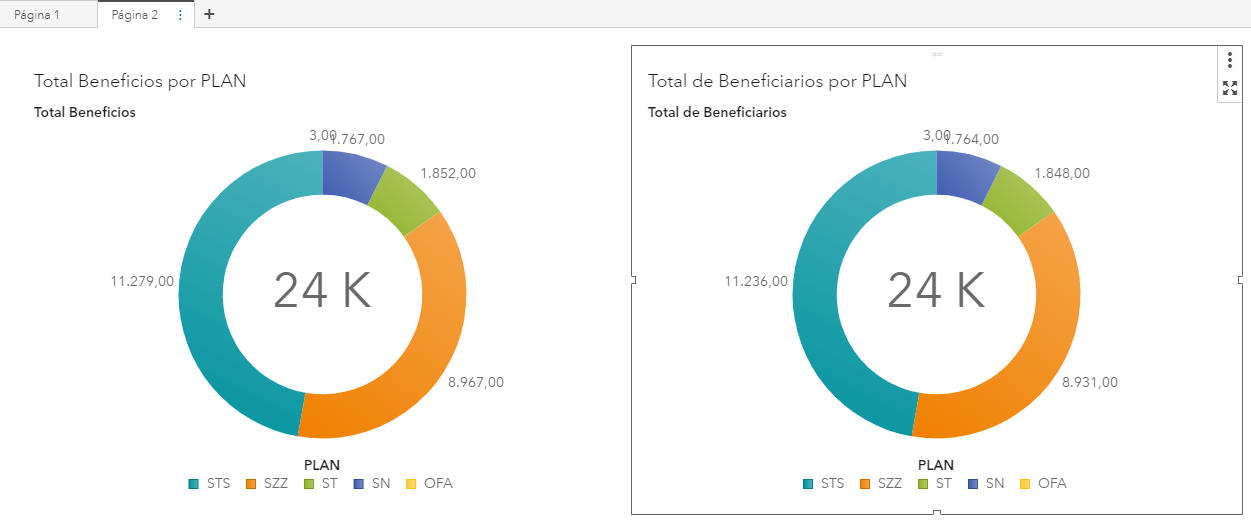 Página 1
Página 2
+
Total Beneficios por PLAN
Total Beneficios
3,00
1.767,00
1.852,00
11.279,00
24 K
8.967,00
PLAN
STS SZZ ST SN OFA
Total de Beneficiarios por PLAN
Total de Beneficiarios
3,00
1.764,00
1.848,00
11.236,00
24 K
8.931,00
PLAN
STS SZZ ST SN OFA